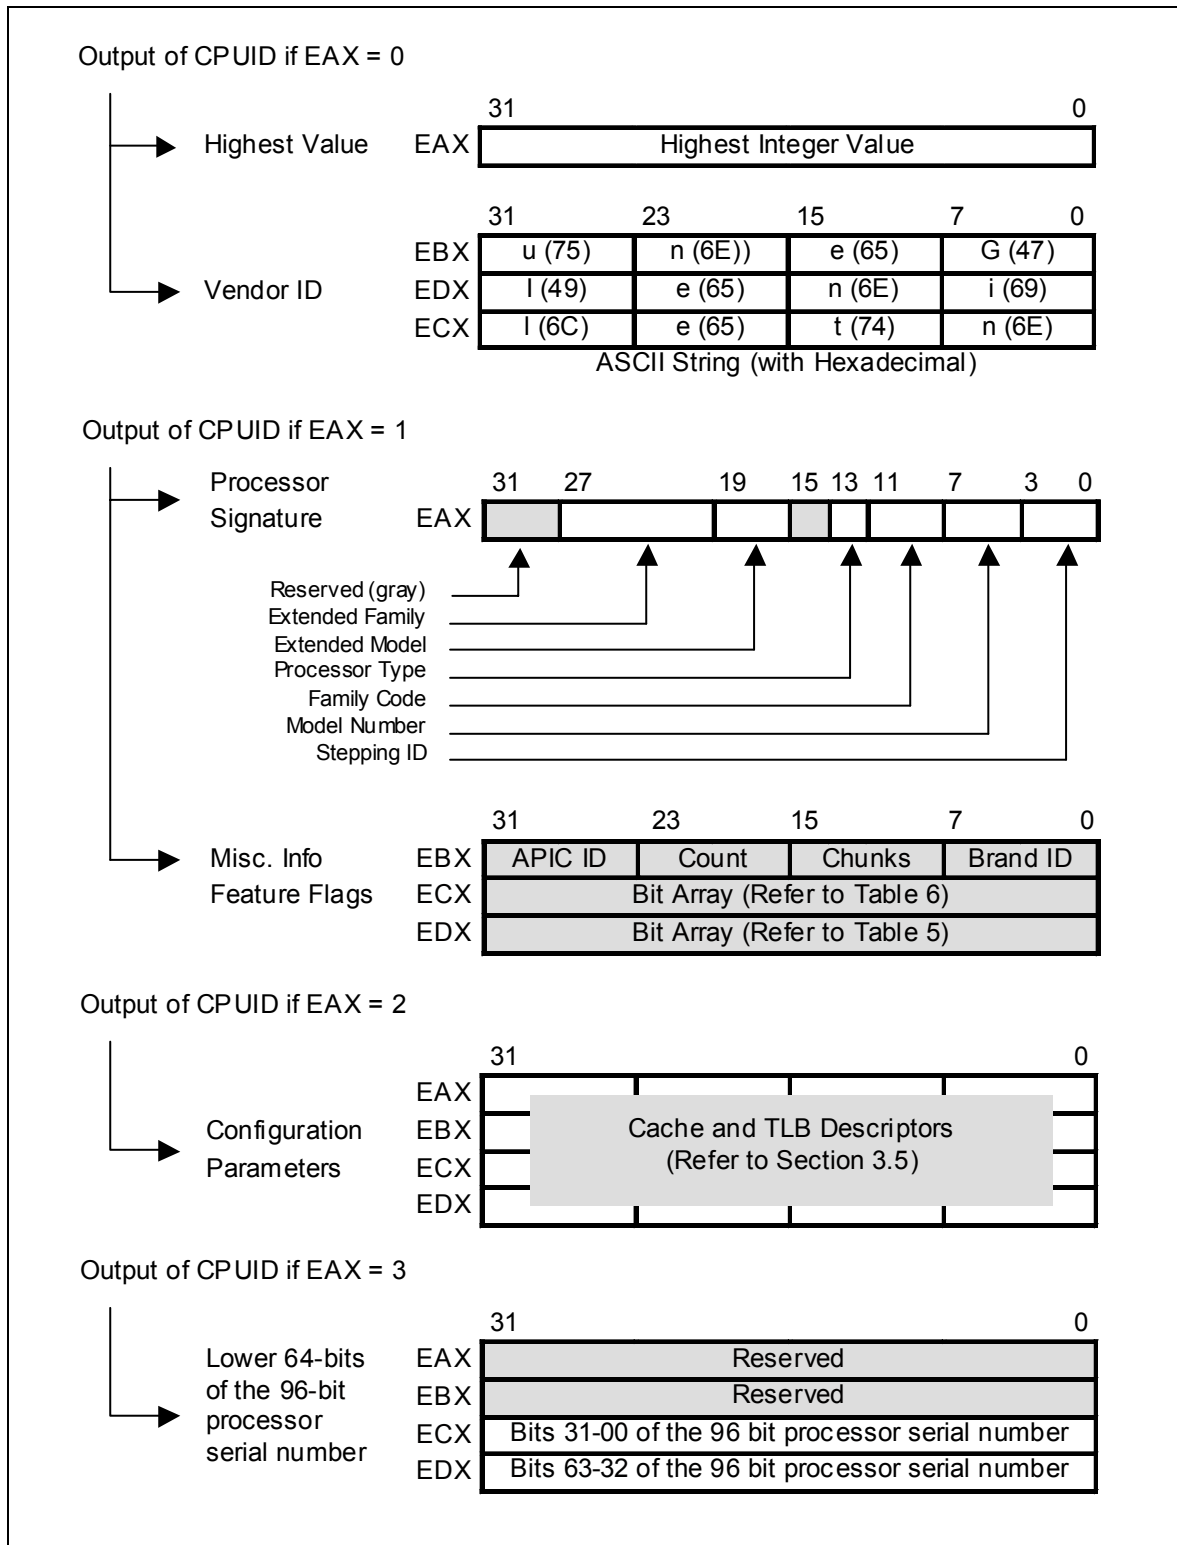 Output of CPUID if EAX = 0
31 0
Highest Value EAX Highest Integer Value
31 23 15 7 0
EBX u (75) n (6E)) e (65) G (47)
Vendor ID EDX I (49) e (65) n (6E) i (69)
ECX l (6C) e (65) t (74) n (6E)
ASCII String (with Hexadecimal)
Output of CPUID if EAX = 1
Processor 31 27 19 15 13 11 7 3 0
Signature EAX
Reserved (gray)
Extended Family
Extended Model
Processor Type
Family Code
Model Number
Stepping ID
31 23 15 7 0
Misc. Info EBX APIC ID Count Chunks Brand ID
Feature Flags ECX Bit Array (Refer to Table 6)
EDX Bit Array (Refer to Table 5)
Output of CPUID if EAX = 2
31 0
EAX
Configuration EBX Cache and TLB Descriptors
Parameters ECX (Refer to Section 3.5)
EDX
Output of CPUID if EAX = 3
31 0
Lower 64-bits EAX Reserved
of the 96-bit EBX Reserved
processor ECX Bits 31-00 of the 96 bit processor serial number
serial number EDX Bits 63-32 of the 96 bit processor serial number